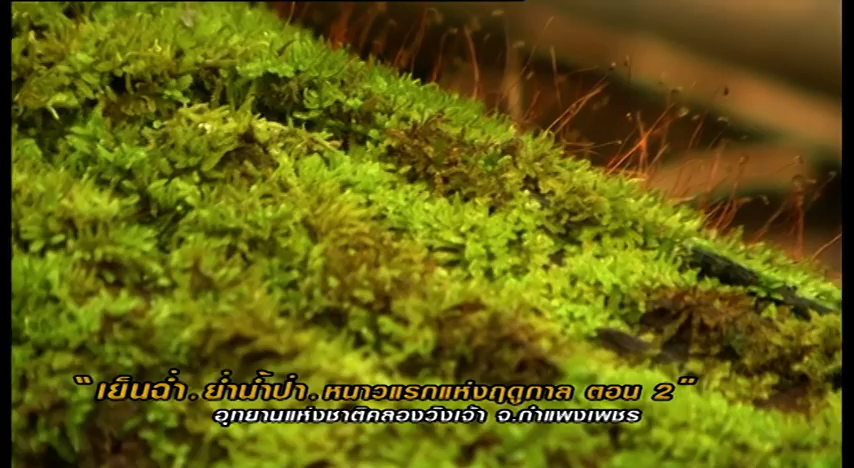 “เย็นฉ่ำ.ย่ำน้ำป่า.หนาวแรกแห่งฤดูกาล ตอน 2”
อุทยานแห่งชาติคลองวังเจ้า จ.กำแพงเพชร